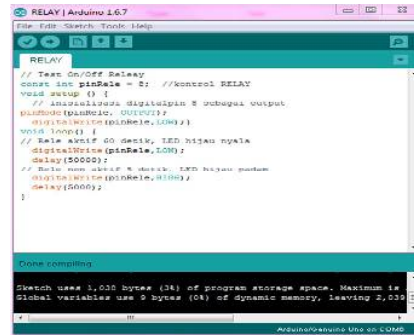 RELAY | Arduino 1.6.7
File Edit Sketch Tools Help
RELAY
// Test On/Off Relaay
const int pinRele = 8; //kontrol RELAY
void setup () {
// inisialisasi digitalpin 8 sebagai output
pinMode(pinRele, OUTPUT);
digitalWrite(pinRele,LOW);}
void loop() {
// Rele aktif 60 detik, LED hijau nyala
digitalWrite(pinRele,LOW);
delay(50000);
// Rele non aktif 5 detik, LED hijau padam
digitalWrite(pinRele,HIGH);
delay(5000);
}
Done compiling.
Sketch uses 1,030 bytes (3%) of program storage space. Maximum is
Global variables use 9 bytes (0%) of dynamic memory, leaving 2,039
Arduino/Genuino Uno on COM5